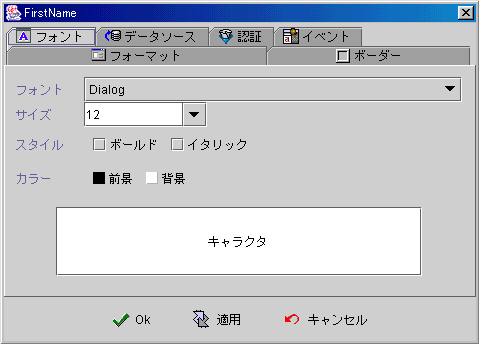 FirstName
フォント データソース 認証 イベント
フォーマット ボーダー
フォント Dialog
サイズ 12
スタイル ボールド イタリック
カラー 前景 背景
キャラクタ
Ok 適用 キャンセル